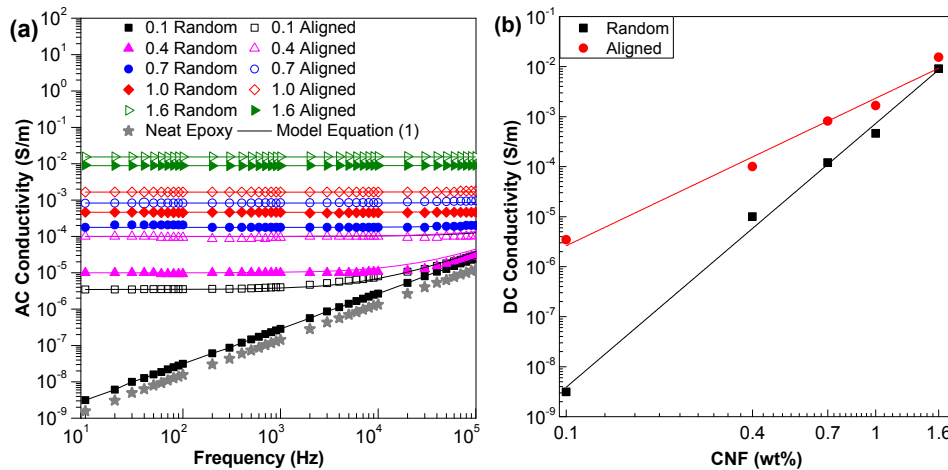 (a)
0.1 Random 0.1 Aligned
0.4 Random 0.4 Aligned
0.7 Random 0.7 Aligned
1.0 Random 1.0 Aligned
1.6 Random 1.6 Aligned
Neat Epoxy Model Equation (1)
AC Conductivity (S/m)
10^2
10^1
10^0
10^-1
10^-2
10^-3
10^-4
10^-5
10^-6
10^-7
10^-8
10^-9
10^1 10^2 10^3 10^4 10^5
Frequency (Hz)
(b)
Random
Aligned
DC Conductivity (S/m)
10^-1
10^-2
10^-3
10^-4
10^-5
10^-6
10^-7
10^-8
10^-9
0.1 0.4 0.7 1 1.6
CNF (wt%)